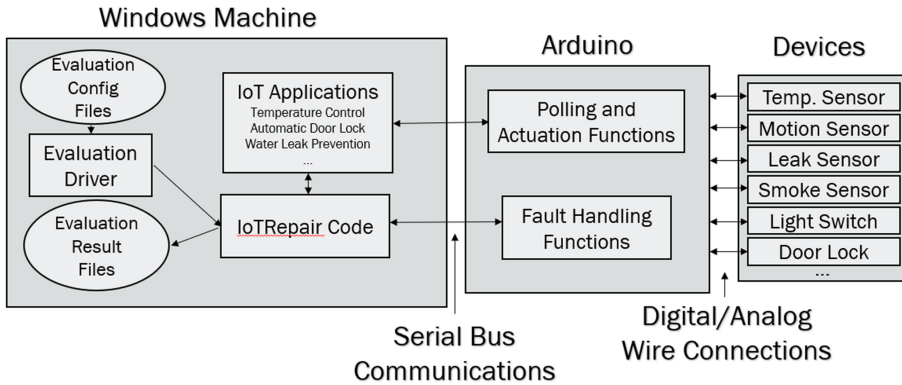 Windows Machine
Evaluation
Config
Files
Evaluation
Driver
Evaluation
Result
Files
IoT Applications
Temperature Control
Automatic Door Lock
Water Leak Prevention
...
IoTRepair Code
Arduino
Polling and
Actuation Functions
Fault Handling
Functions
Devices
Temp. Sensor
Motion Sensor
Leak Sensor
Smoke Sensor
Light Switch
Door Lock
...
Serial Bus
Communications
Digital/Analog
Wire Connections